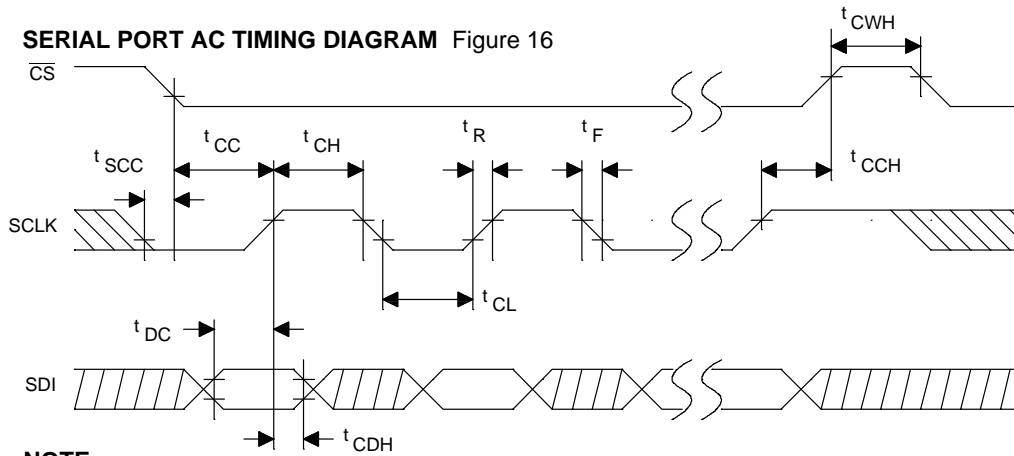 SERIAL PORT AC TIMING DIAGRAM Figure 16
t CWH
CS
t SCC
t CC
t CH
t R
t F
t CCH
SCLK
t CL
t DC
SDI
t CDH
NOTE